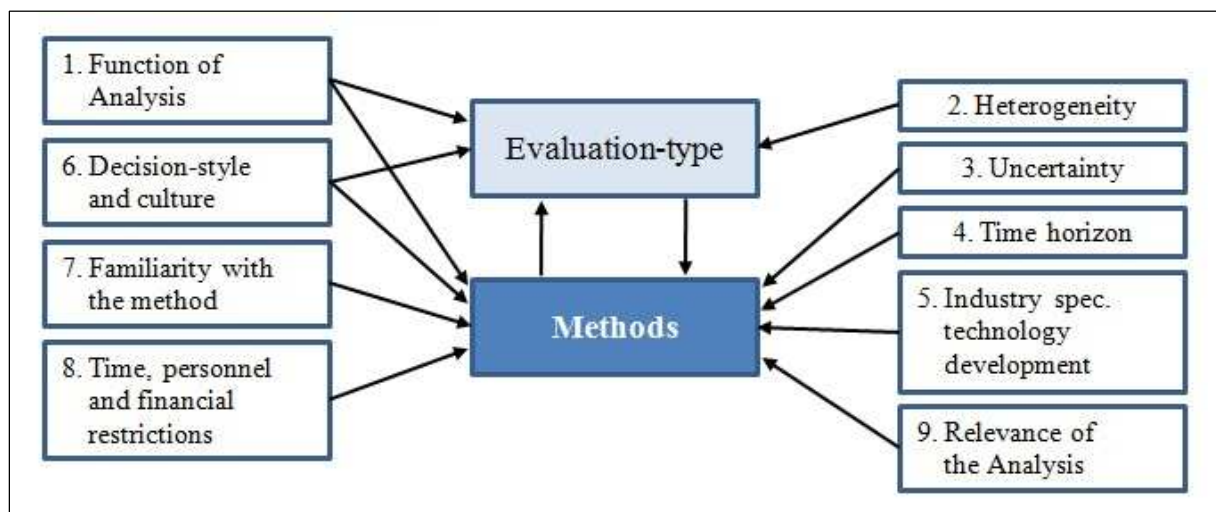 1. Function of
Analysis
6. Decision-style
and culture
7. Familiarity with
the method
8. Time, personnel
and financial
restrictions
Evaluation-type
Methods
2. Heterogeneity
3. Uncertainty
4. Time horizon
5. Industry spec.
technology
development
9. Relevance of
the Analysis